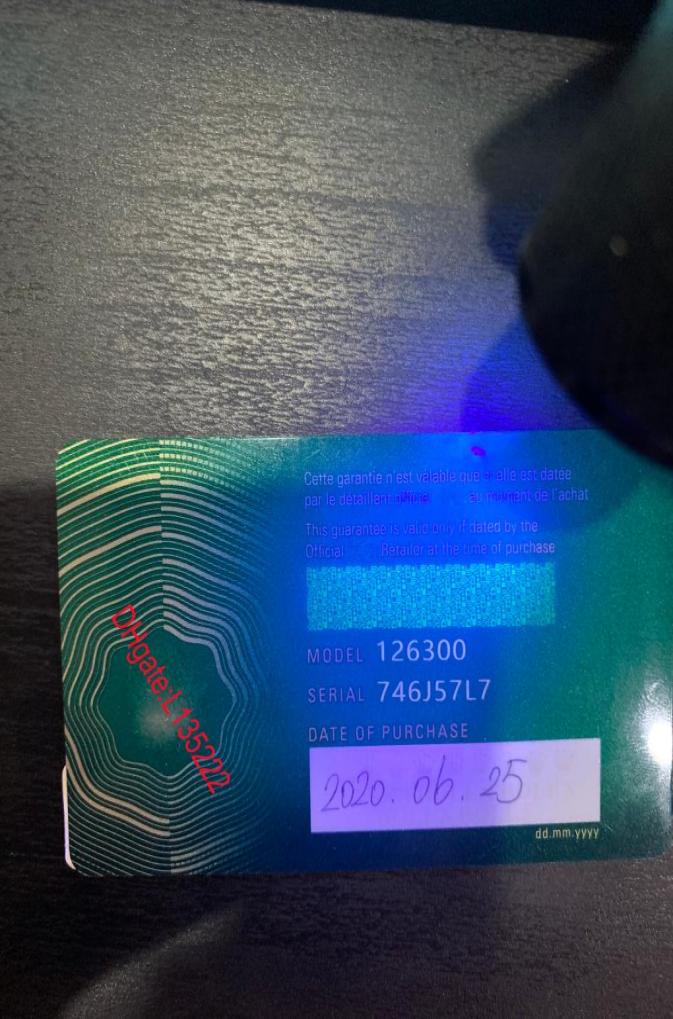 Cette garantie n'est valable que si elle est datée
par le détaillant au moment de l'achat
This guarantee is valid only if dated by the
Official Retailer at the time of purchase
MODEL 126300
SERIAL 746J57L7
DATE OF PURCHASE
2020. 06. 25
dd.mm.yyyy
DHgate:L135222